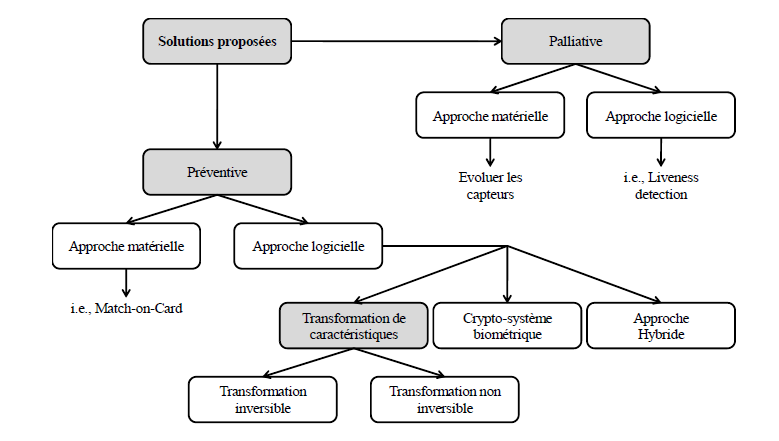 Solutions proposées
Palliative
Approche matérielle
Approche logicielle
Evoluer les
capteurs
i.e., Liveness
detection
Préventive
Approche matérielle
Approche logicielle
i.e., Match-on-Card
Transformation de
caractéristiques
Crypto-système
biométrique
Approche
Hybride
Transformation
inversible
Transformation non
inversible